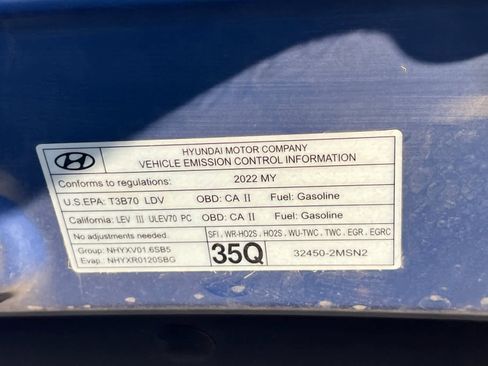 HYUNDAI MOTOR COMPANY
VEHICLE EMISSION CONTROL INFORMATION
Conforms to regulations: 2022 MY
U.S.EPA: T3B70 LDV OBD: CA II Fuel: Gasoline
California: LEV III ULEV70 PC OBD: CA II Fuel: Gasoline
No adjustments needed. SFI, WR-HO2S, HO2S, WU-TWC, TWC, EGR, EGRC
Group: NHYXV01.6SB5 35Q 32450-2MSN2
Evap.: NHYXR0120SBG